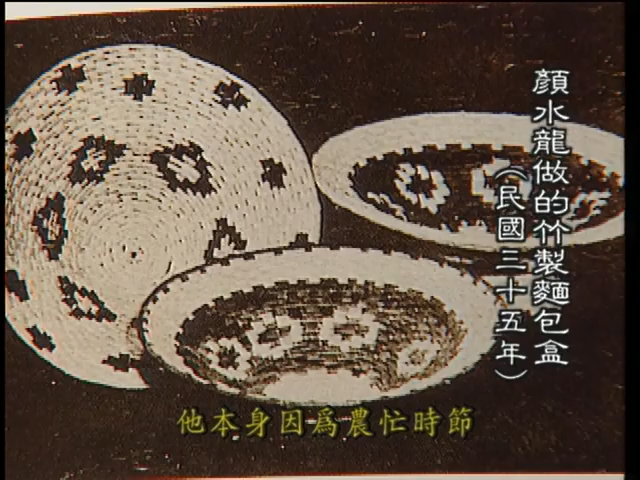 顏水龍做的竹製麵包盒
（民國三十五年）
他本身因為農忙時節